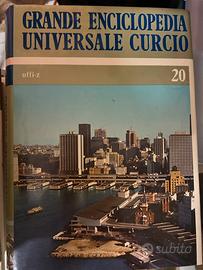 GRANDE ENCICLOPEDIA
UNIVERSALE CURCIO
uffi-z
20
subito